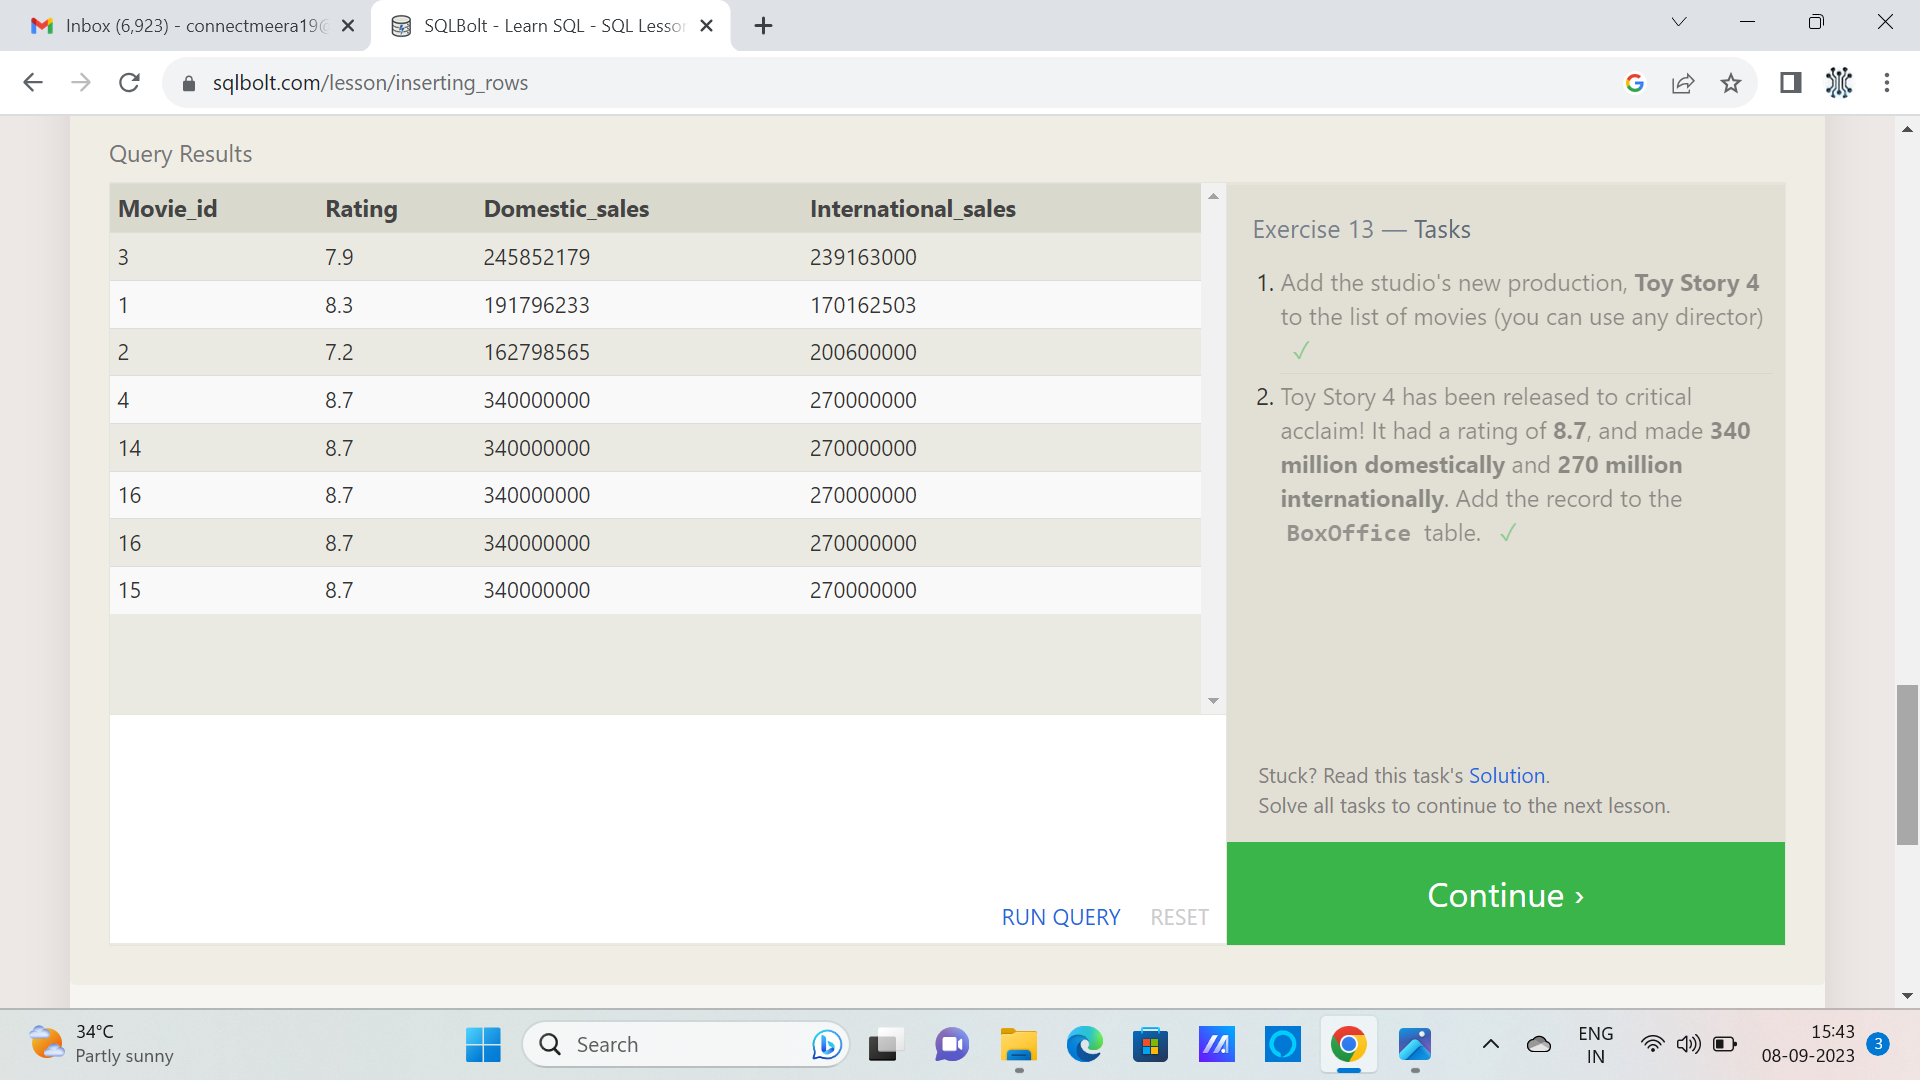 Inbox (6,923) - connectmeera19@
SQLBolt - Learn SQL - SQL Lesson
sqlbolt.com/lesson/inserting_rows
Query Results
Movie_id Rating Domestic_sales International_sales
3 7.9 245852179 239163000
1 8.3 191796233 170162503
2 7.2 162798565 200600000
4 8.7 340000000 270000000
14 8.7 340000000 270000000
16 8.7 340000000 270000000
16 8.7 340000000 270000000
15 8.7 340000000 270000000
RUN QUERY RESET
Exercise 13 — Tasks
1. Add the studio's new production, Toy Story 4
to the list of movies (you can use any director)
✓
2. Toy Story 4 has been released to critical
acclaim! It had a rating of 8.7, and made 340
million domestically and 270 million
internationally. Add the record to the
BoxOffice table. ✓
Stuck? Read this task's Solution.
Solve all tasks to continue to the next lesson.
Continue ›
34°C
Partly sunny
Search
ENG
IN
15:43
08-09-2023
3